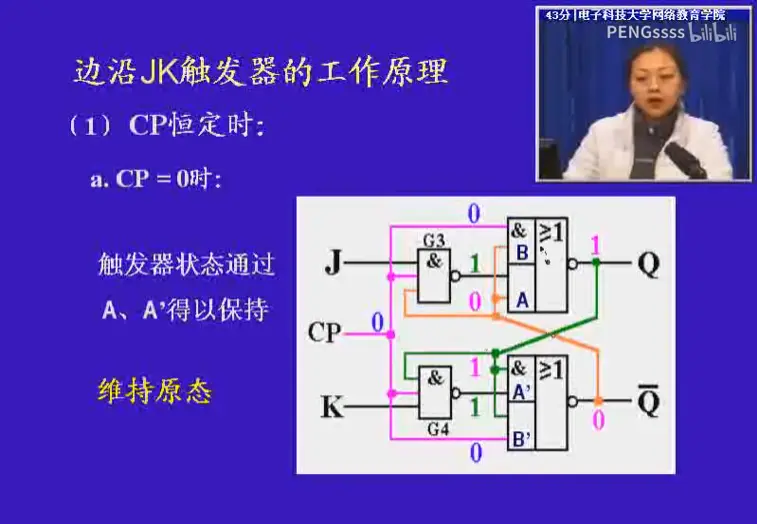 43分|电子科技大学网络教育学院
PENGssss bilibili
边沿JK触发器的工作原理
(1) CP恒定时:
a. CP = 0时:
触发器状态通过
A、A'得以保持
维持原态
0
& ≥1 1
G3 B
J & 1 Q
0 A
CP 0
1 & ≥1
& A'
K 1 0 Q̅
G4 B'
0